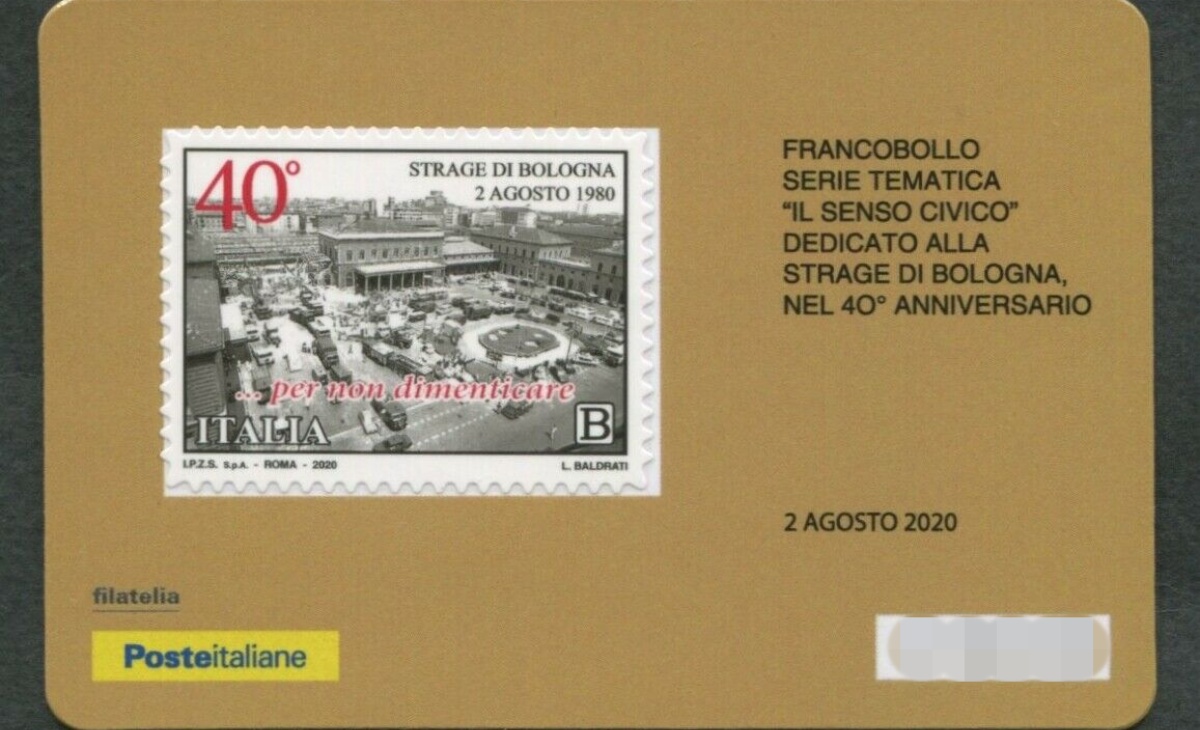 40°
STRAGE DI BOLOGNA
2 AGOSTO 1980
... per non dimenticare
ITALIA
B
I.P.Z.S. S.p.A. - ROMA - 2020
L. BALDRATI
FRANCOBOLLO
SERIE TEMATICA
“IL SENSO CIVICO”
DEDICATO ALLA
STRAGE DI BOLOGNA,
NEL 40° ANNIVERSARIO
2 AGOSTO 2020
filatelia
Posteitaliane